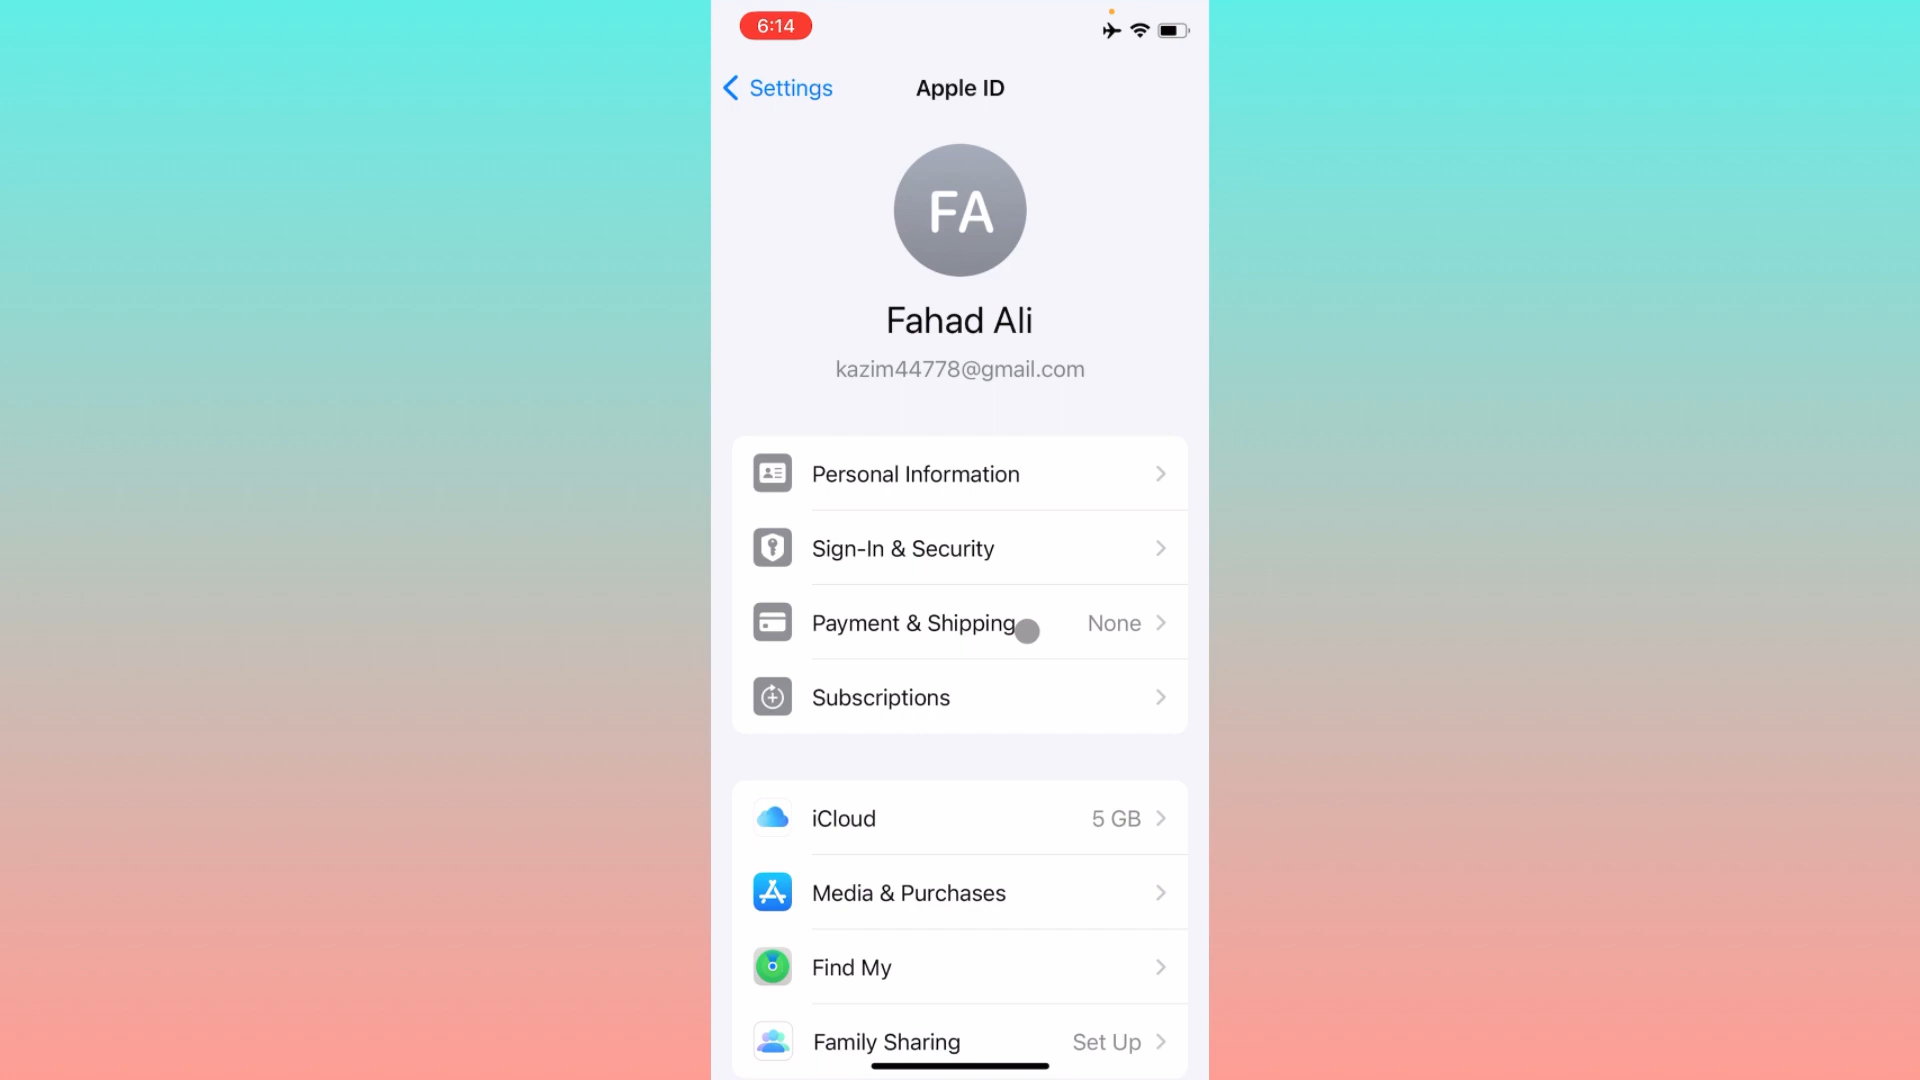 6:14
Settings
Apple ID
FA
Fahad Ali
kazim44778@gmail.com
Personal Information
Sign-In & Security
Payment & Shipping None
Subscriptions
iCloud 5 GB
Media & Purchases
Find My
Family Sharing Set Up